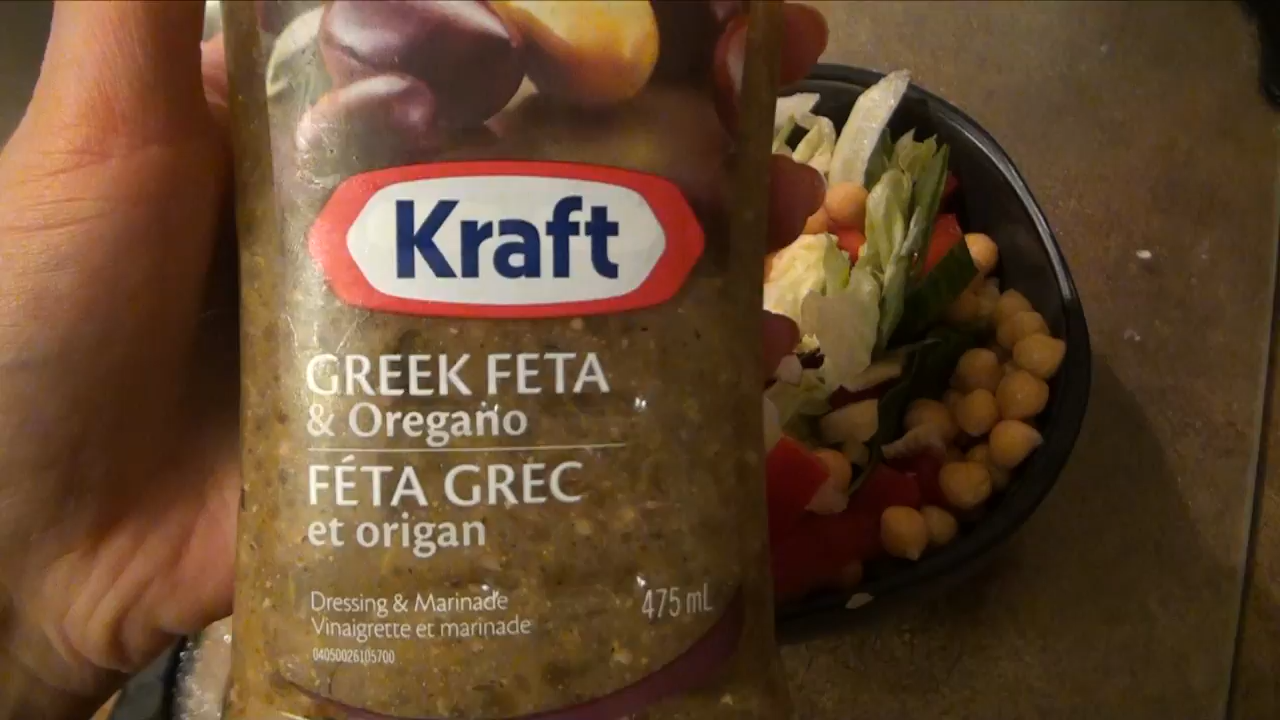 Kraft
GREEK FETA
& Oregano
FÉTA GREC
et origan
Dressing & Marinade
475 mL
Vinaigrette et marinade
04050026105700